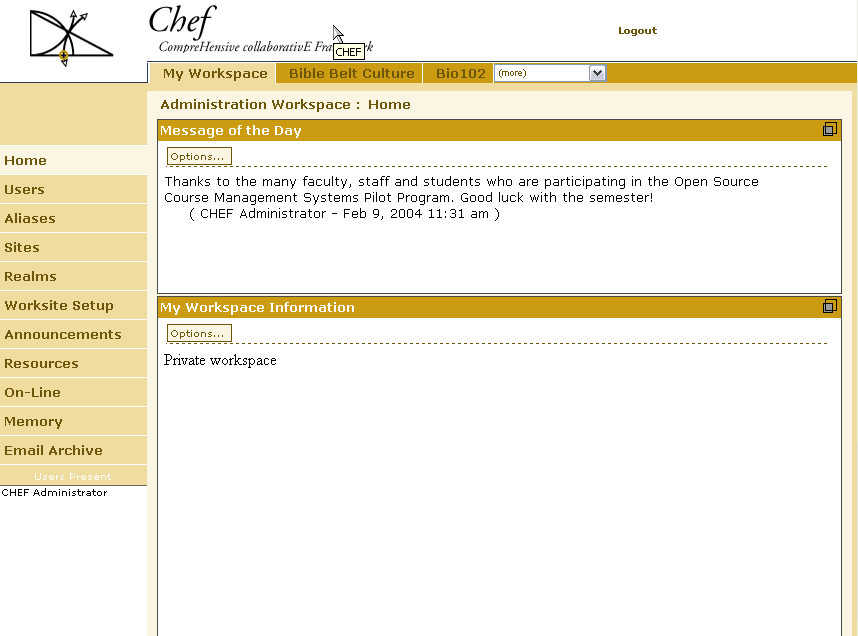 Chef
CompreHensive collaborativE Fra k
CHEF
Logout
My Workspace
Bible Belt Culture
Bio102
(more)
Administration Workspace : Home
Message of the Day
Options...
Thanks to the many faculty, staff and students who are participating in the Open Source
Course Management Systems Pilot Program. Good luck with the semester!
( CHEF Administrator - Feb 9, 2004 11:31 am )
My Workspace Information
Options...
Private workspace
Home
Users
Aliases
Sites
Realms
Worksite Setup
Announcements
Resources
On-Line
Memory
Email Archive
Users Present
CHEF Administrator